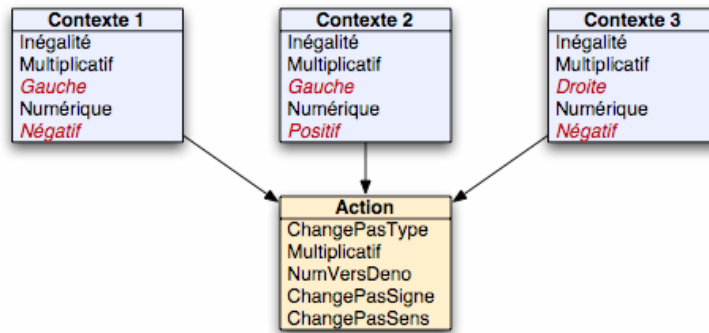 Contexte 1
Inégalité
Multiplicatif
Gauche
Numérique
Négatif
Contexte 2
Inégalité
Multiplicatif
Gauche
Numérique
Positif
Contexte 3
Inégalité
Multiplicatif
Droite
Numérique
Négatif
Action
ChangePasType
Multiplicatif
NumVersDeno
ChangePasSigne
ChangePasSens